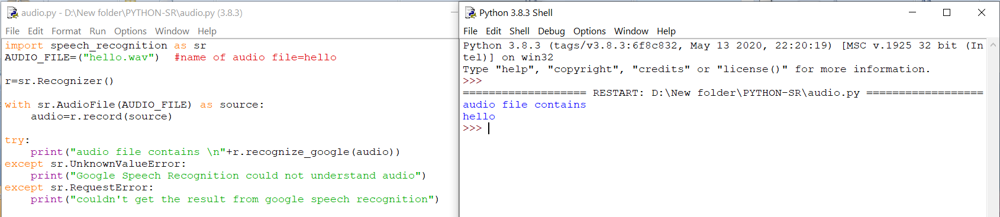 audio.py - D:\New folder\PYTHON-SR\audio.py (3.8.3)
File Edit Format Run Options Window Help
import speech_recognition as sr
AUDIO_FILE=("hello.wav")  #name of audio file=hello
r=sr.Recognizer()
with sr.AudioFile(AUDIO_FILE) as source:
    audio=r.record(source)
try:
    print("audio file contains \n"+r.recognize_google(audio))
except sr.UnknownValueError:
    print("Google Speech Recognition could not understand audio")
except sr.RequestError:
    print("couldn't get the result from google speech recognition")
Python 3.8.3 Shell
File Edit Shell Debug Options Window Help
Python 3.8.3 (tags/v3.8.3:6f8c832, May 13 2020, 22:20:19) [MSC v.1925 32 bit (In
tel)] on win32
Type "help", "copyright", "credits" or "license()" for more information.
>>>
=================== RESTART: D:\New folder\PYTHON-SR\audio.py ==================
audio file contains
hello
>>>